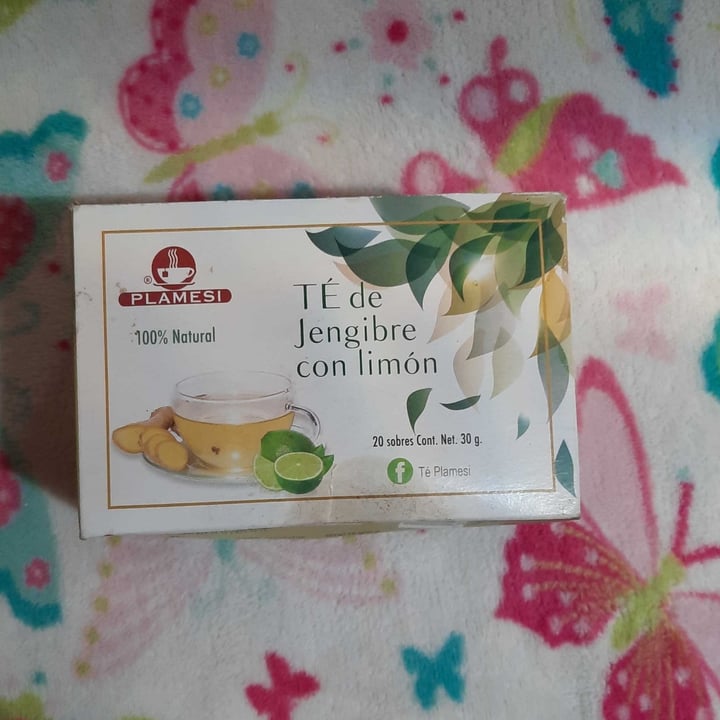 ®
PLAMESI
100% Natural
TÉ de
Jengibre
con limón
20 sobres Cont. Net. 30 g.
f Té Plamesi